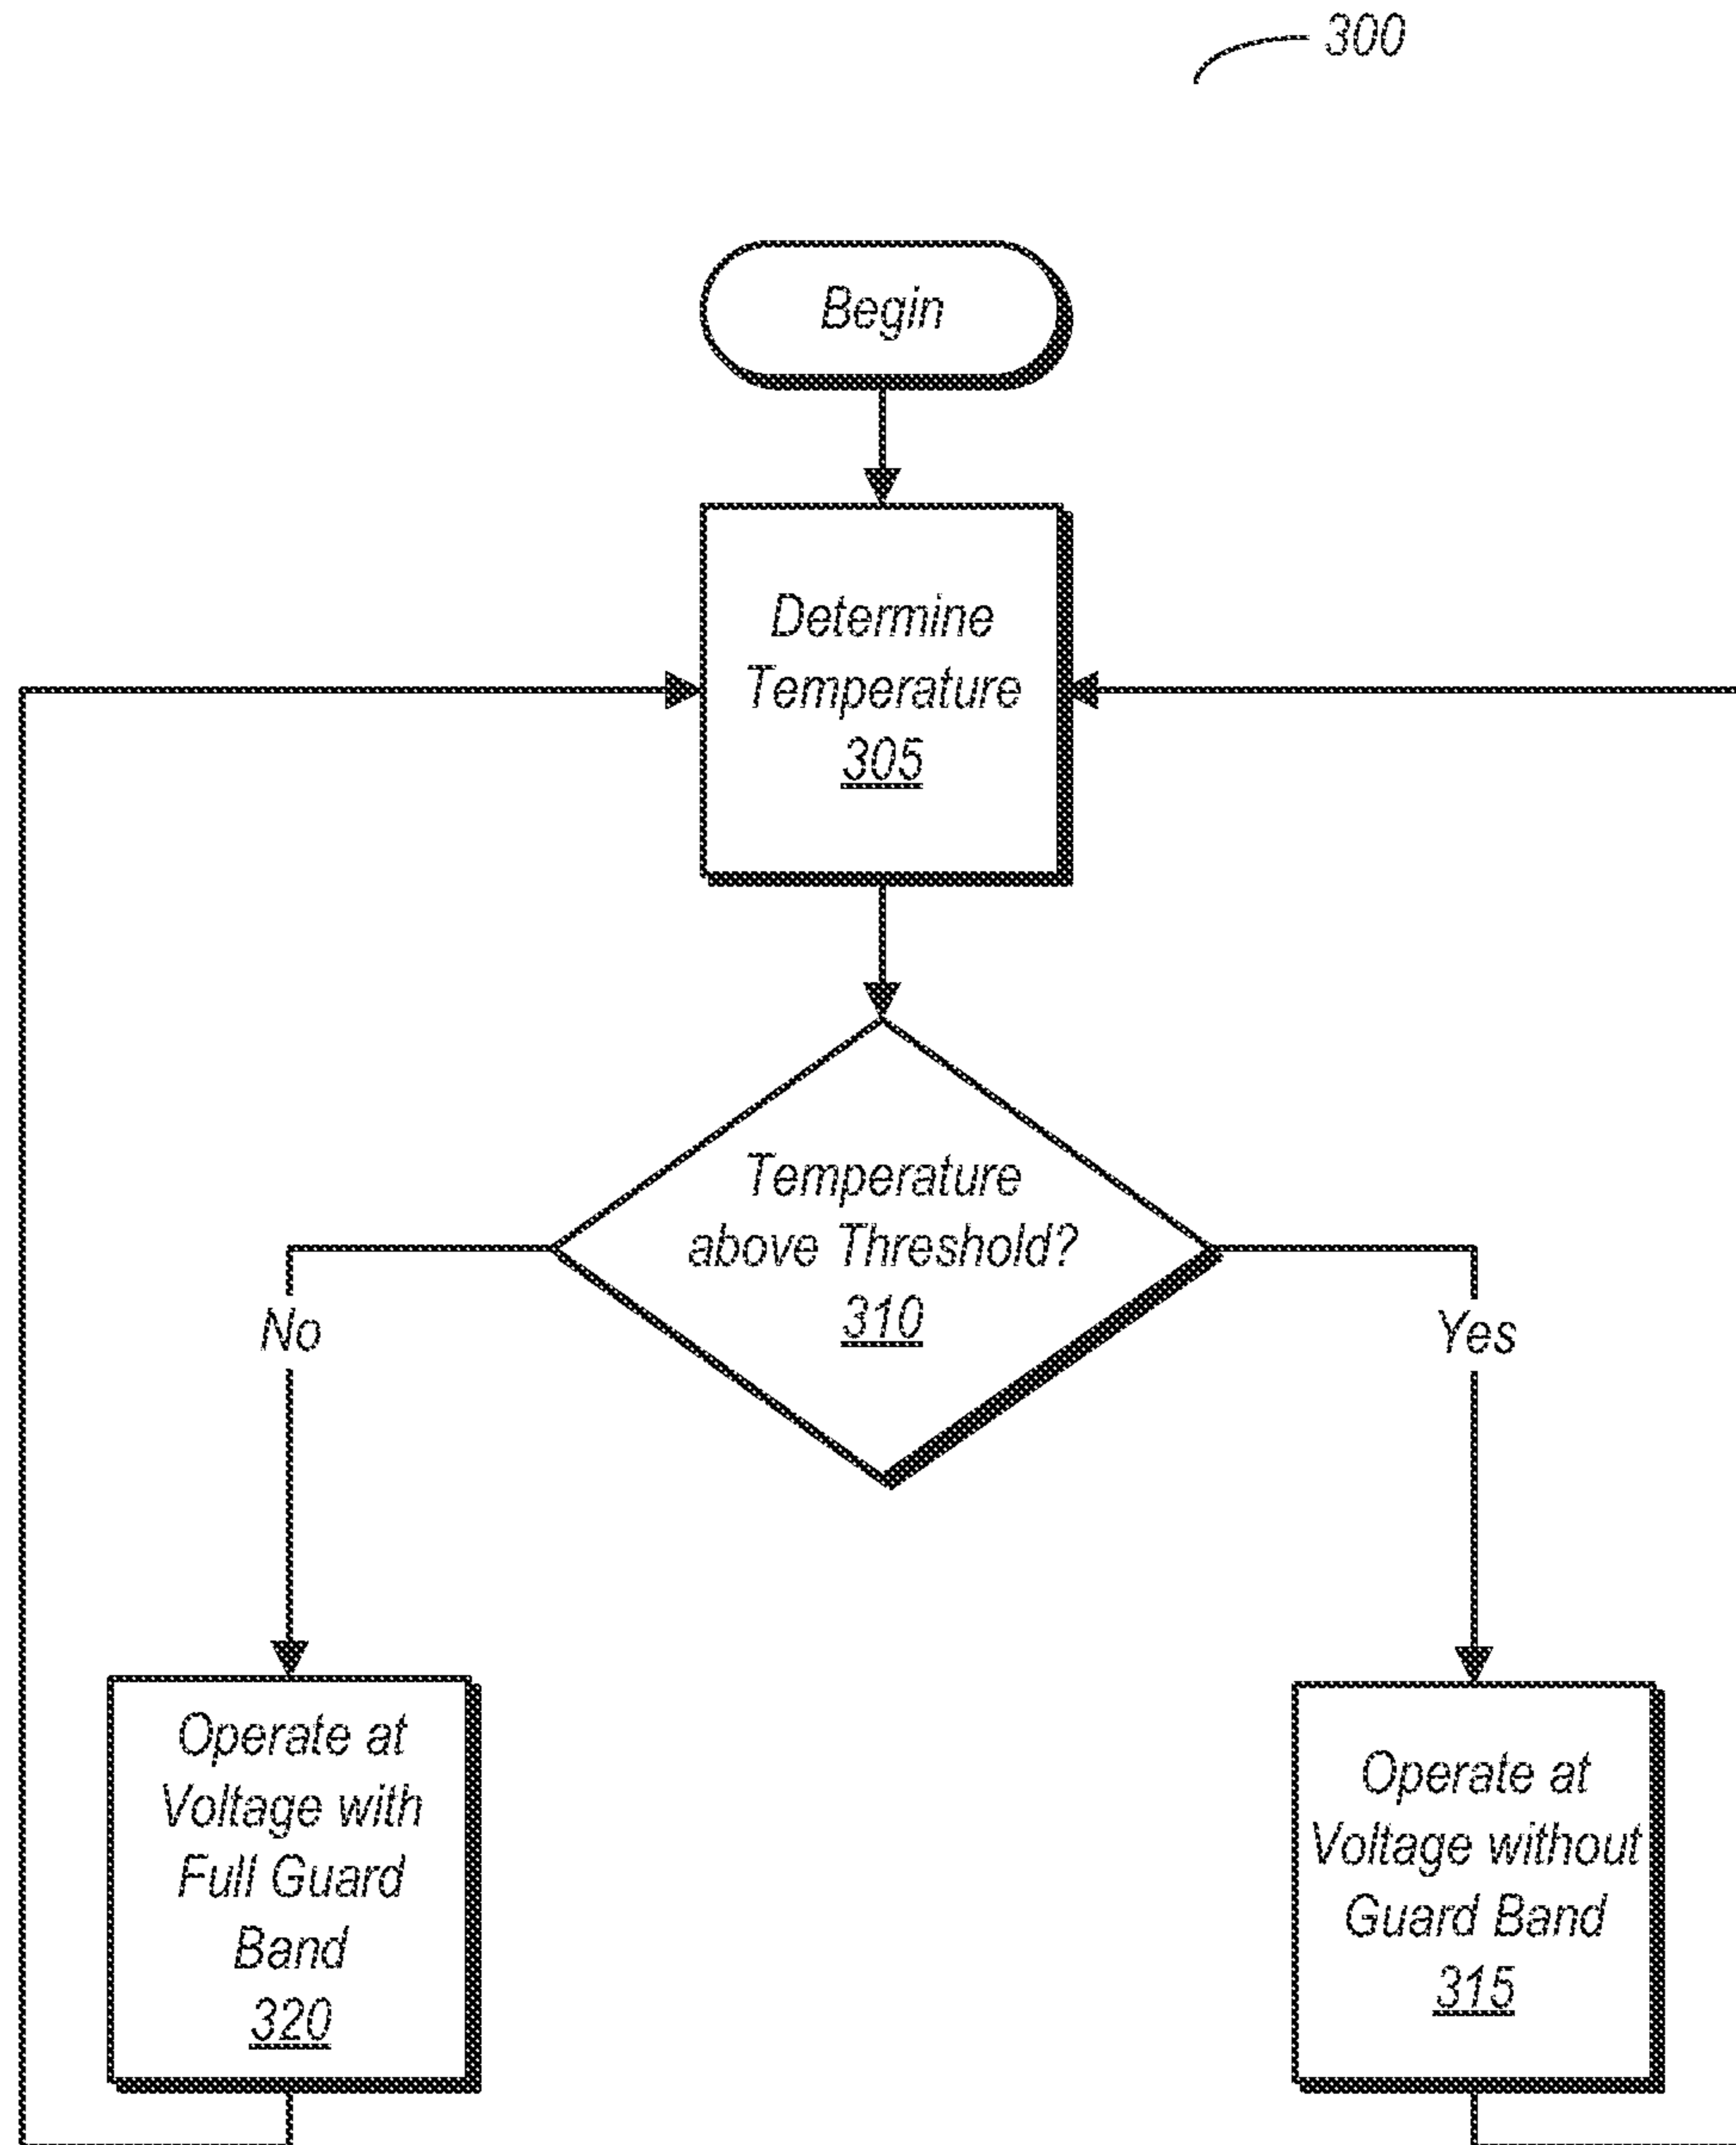 300
Begin
Determine
Temperature
305
Temperature
above Threshold?
310
No
Yes
Operate at
Voltage with
Full Guard
Band
320
Operate at
Voltage without
Guard Band
315